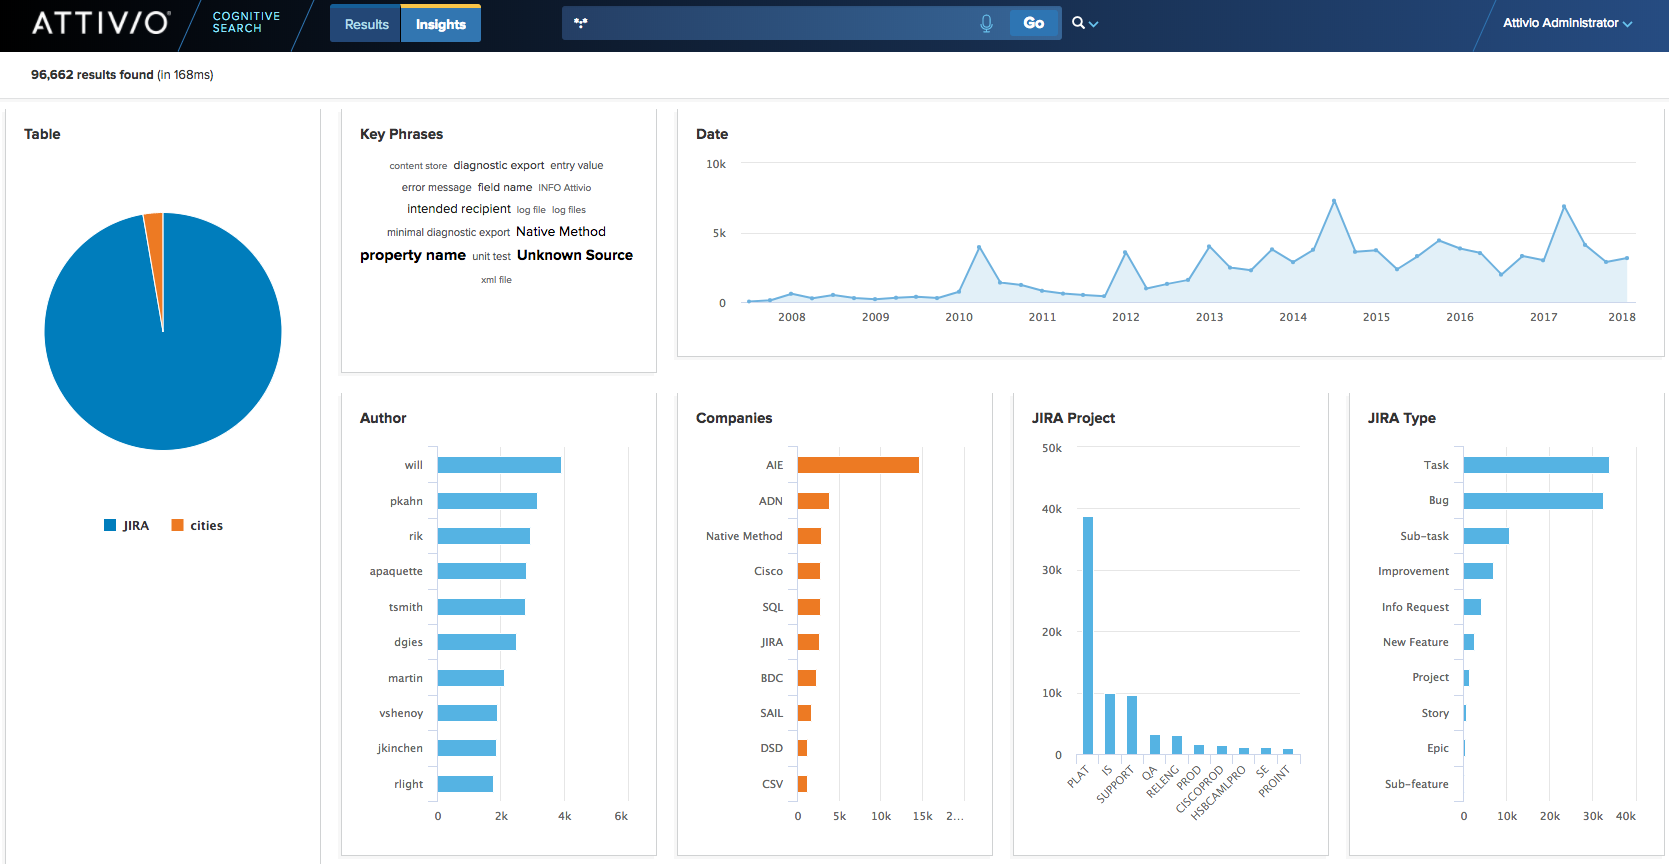 ATTIV/O®
COGNITIVE
SEARCH
Results
Insights
*:*
Go
Attivio Administrator
96,662 results found (in 168ms)
Table
JIRA
cities
Key Phrases
content store diagnostic export entry value
error message field name INFO Attivio
intended recipient log file log files
minimal diagnostic export Native Method
property name unit test Unknown Source
xml file
Date
10k
5k
0
2008 2009 2010 2011 2012 2013 2014 2015 2016 2017 2018
Author
will
pkahn
rik
apaquette
tsmith
dgies
martin
vshenoy
jkinchen
rlight
0 2k 4k 6k
Companies
AIE
ADN
Native Method
Cisco
SQL
JIRA
BDC
SAIL
DSD
CSV
0 5k 10k 15k 2...
JIRA Project
50k
40k
30k
20k
10k
0
PLAT
IS
SUPPORT
QA
RELENG
PROD
CISCOPROD
HSBCAMLPRO
SE
PROINT
JIRA Type
Task
Bug
Sub-task
Improvement
Info Request
New Feature
Project
Story
Epic
Sub-feature
0 10k 20k 30k 40k